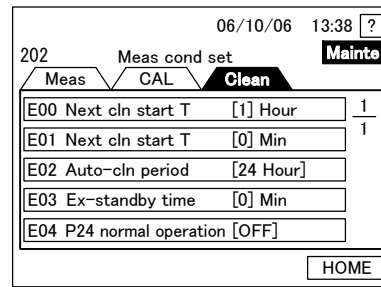 06/10/06 13:38 ?
202 Meas cond set Mainte
Meas CAL Clean
E00 Next cln start T [1] Hour
1
1
E01 Next cln start T [0] Min
E02 Auto-cln period [24 Hour]
E03 Ex-standby time [0] Min
E04 P24 normal operation [OFF]
HOME